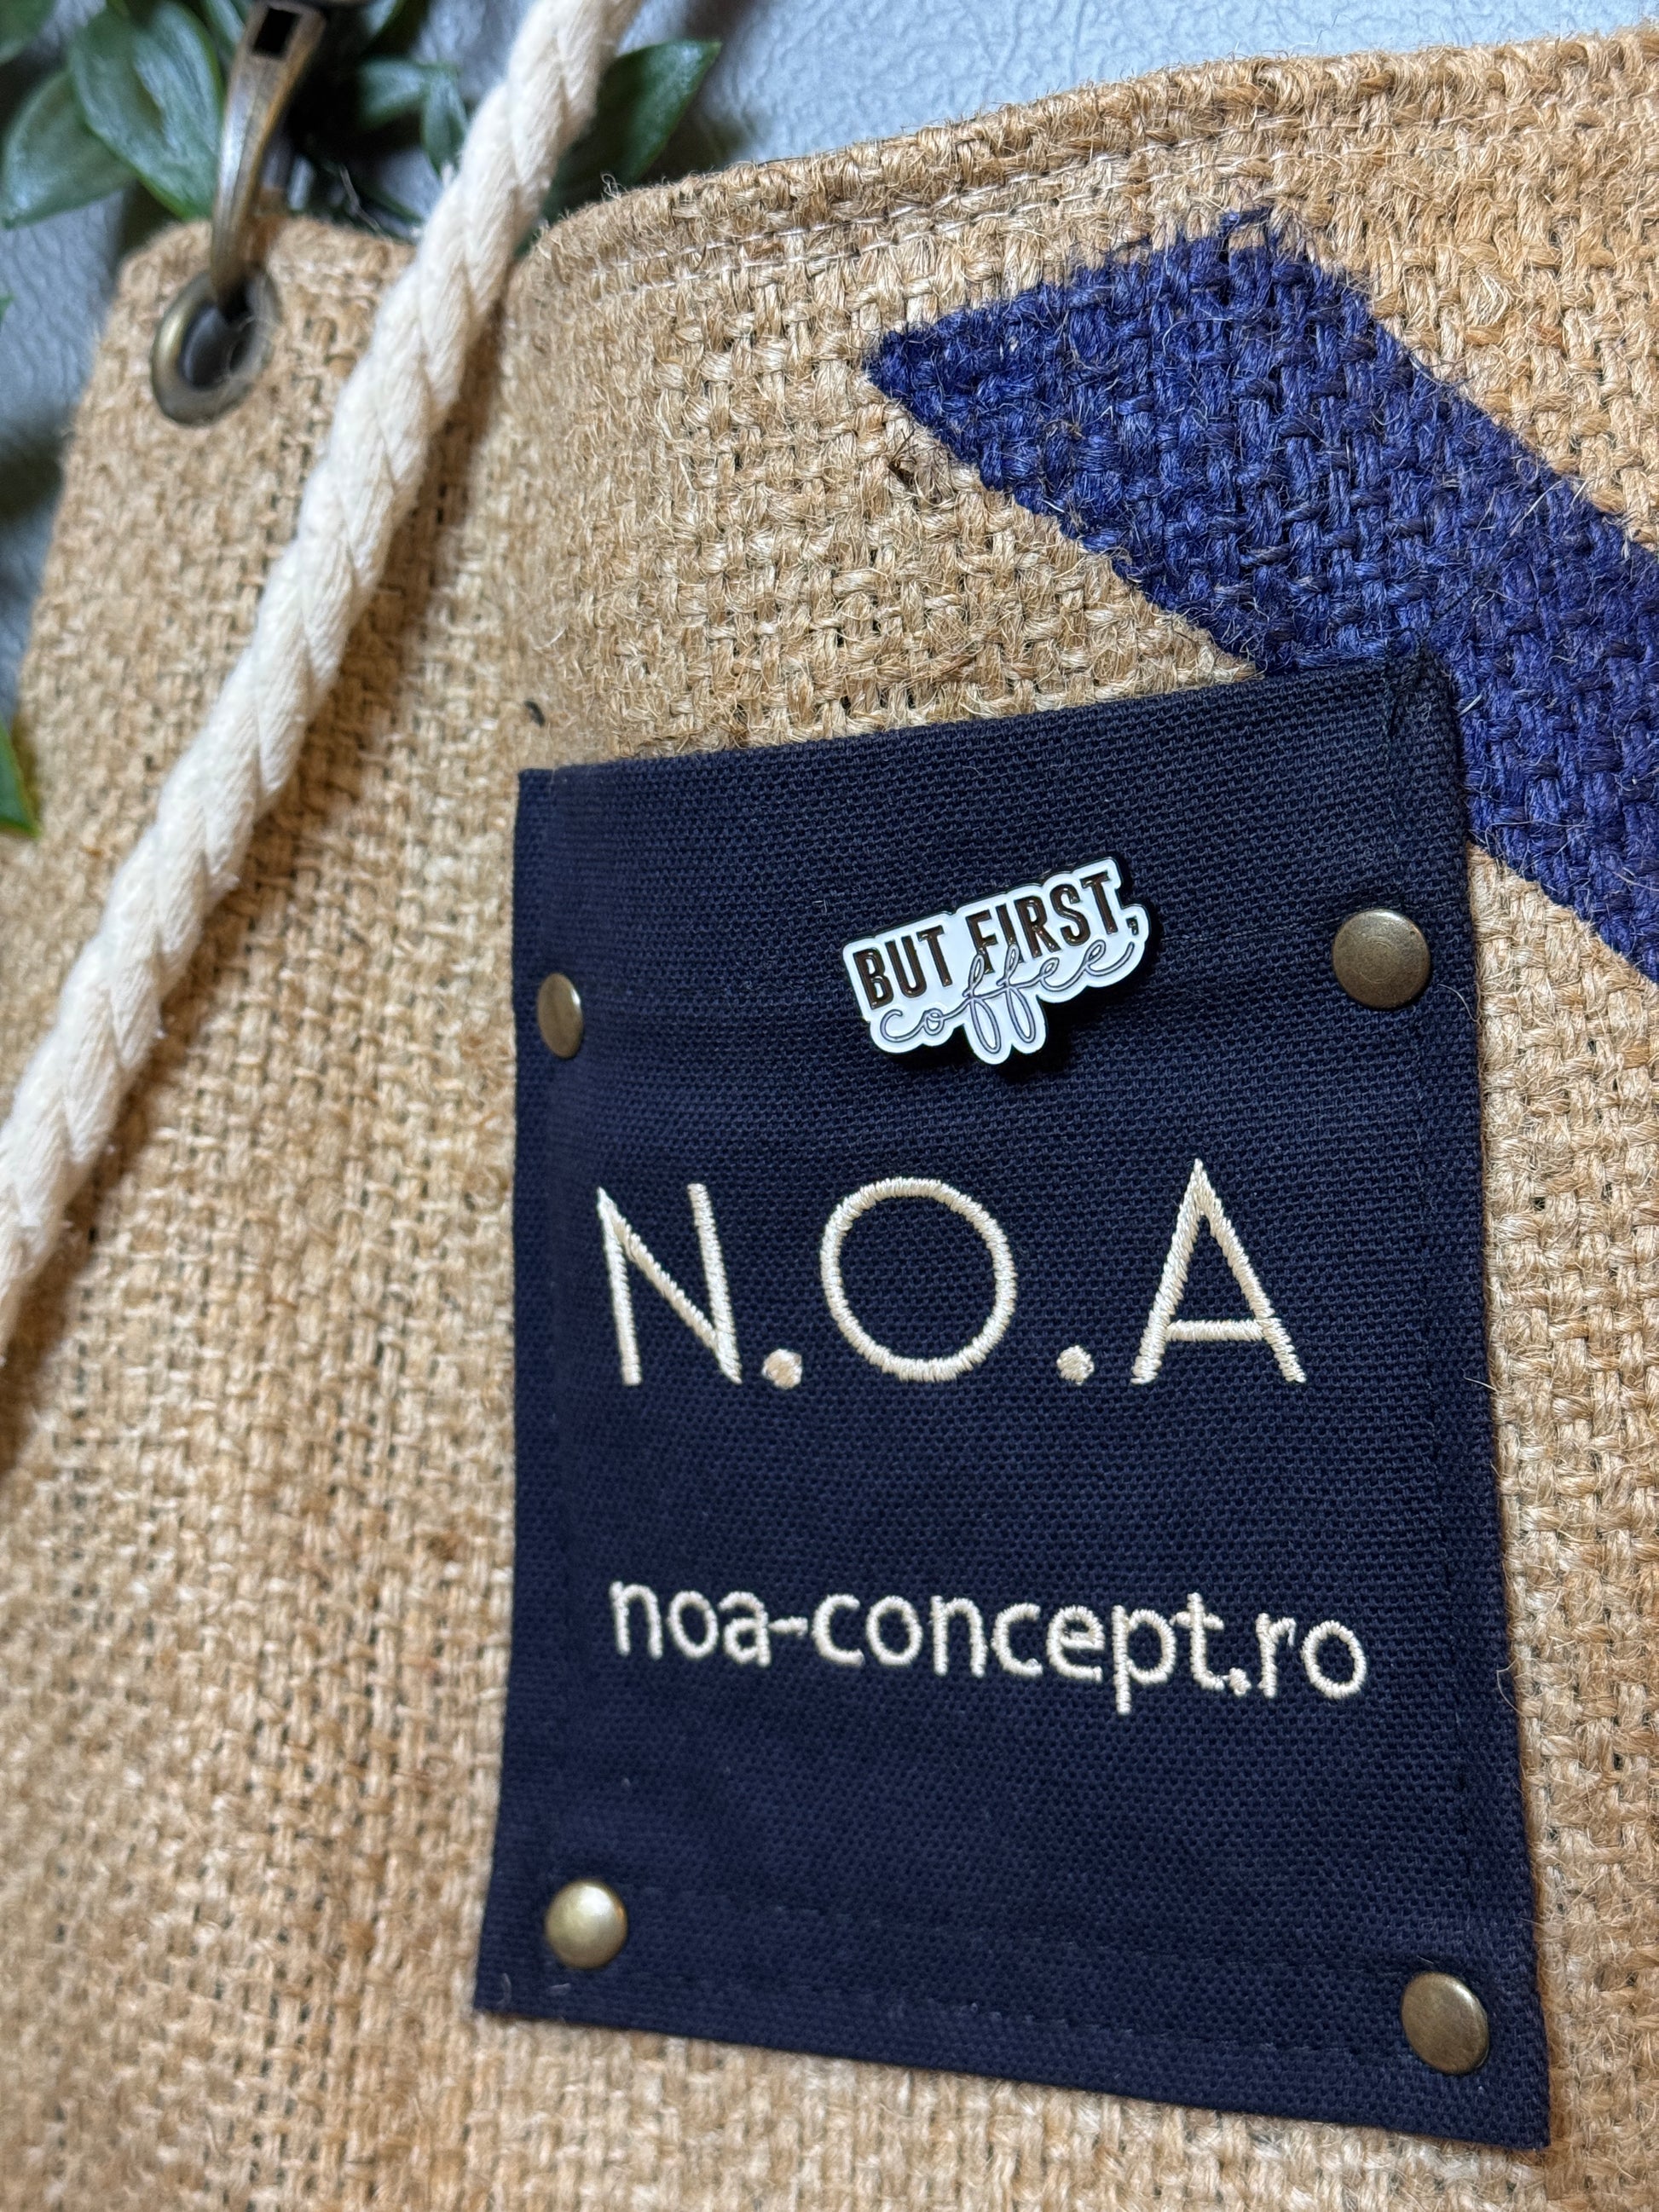 BUT FIRST,
coffee
N.O.A
noa-concept.ro